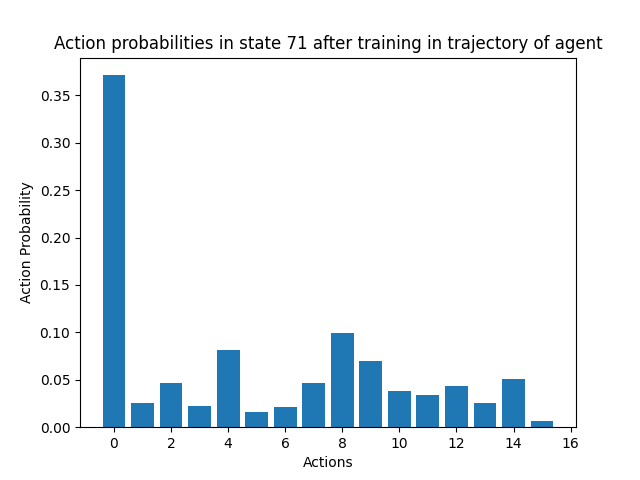 Action probabilities in state 71 after training in trajectory of agent
Action Probability
0.35
0.30
0.25
0.20
0.15
0.10
0.05
0.00
0 2 4 6 8 10 12 14 16
Actions